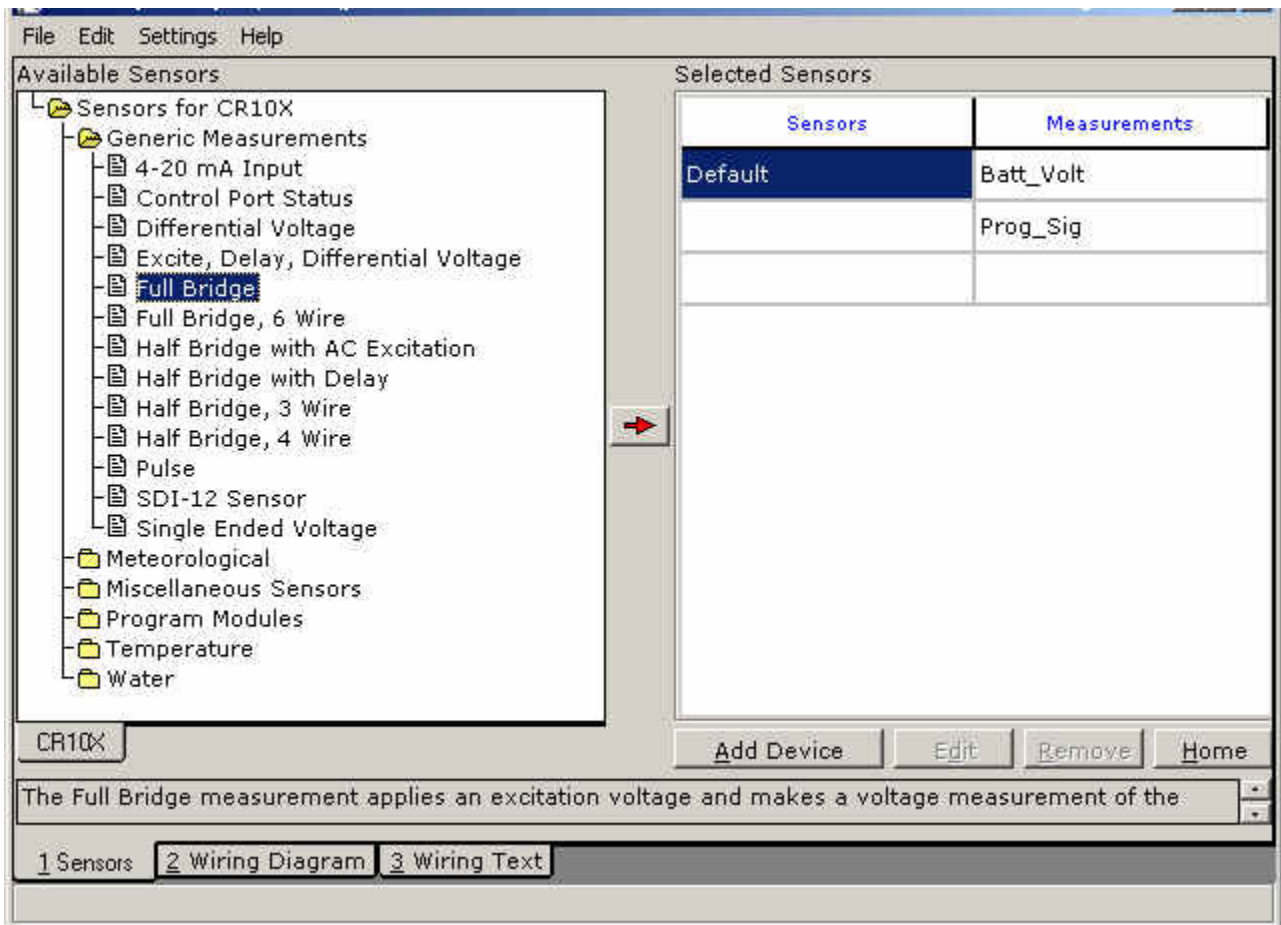 File Edit Settings Help
Available Sensors
Sensors for CR10X
Generic Measurements
4-20 mA Input
Control Port Status
Differential Voltage
Excite, Delay, Differential Voltage
Full Bridge
Full Bridge, 6 Wire
Half Bridge with AC Excitation
Half Bridge with Delay
Half Bridge, 3 Wire
Half Bridge, 4 Wire
Pulse
SDI-12 Sensor
Single Ended Voltage
Meteorological
Miscellaneous Sensors
Program Modules
Temperature
Water
CR10X
Selected Sensors
Sensors Measurements
Default Batt_Volt
Prog_Sig
Add Device Edit Remove Home
The Full Bridge measurement applies an excitation voltage and makes a voltage measurement of the
1 Sensors 2 Wiring Diagram 3 Wiring Text